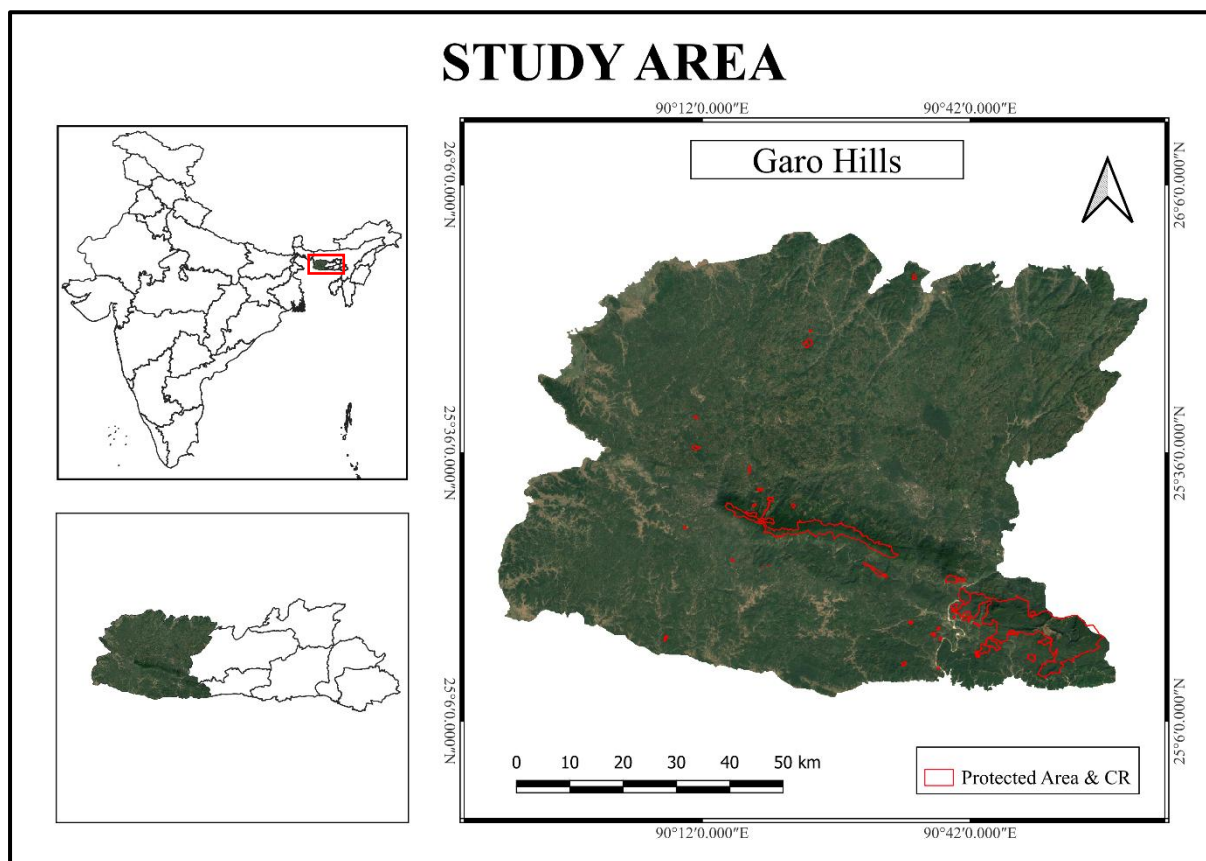 STUDY AREA
90°12'0.000"E
90°42'0.000"E
Garo Hills
26°6'0.000"N
26°6'0.000"N
25°36'0.000"N
25°36'0.000"N
25°6'0.000"N
25°6'0.000"N
0 10 20 30 40 50 km
Protected Area & CR
90°12'0.000"E
90°42'0.000"E